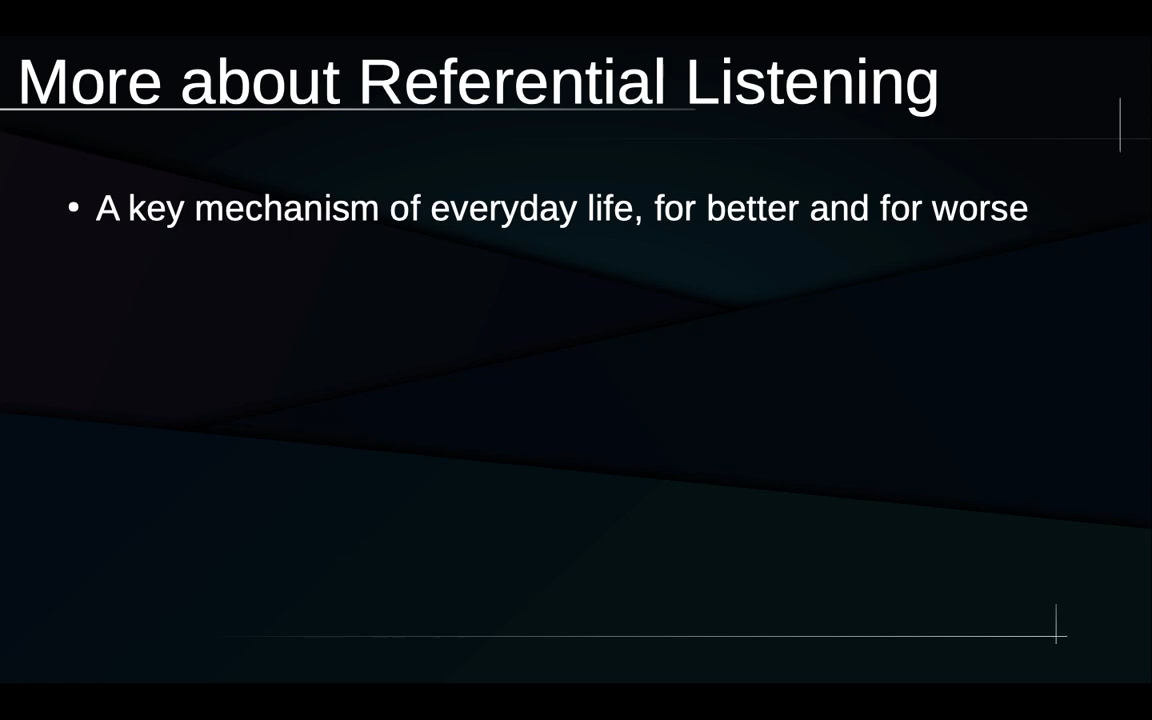 More about Referential Listening
• A key mechanism of everyday life, for better and for worse